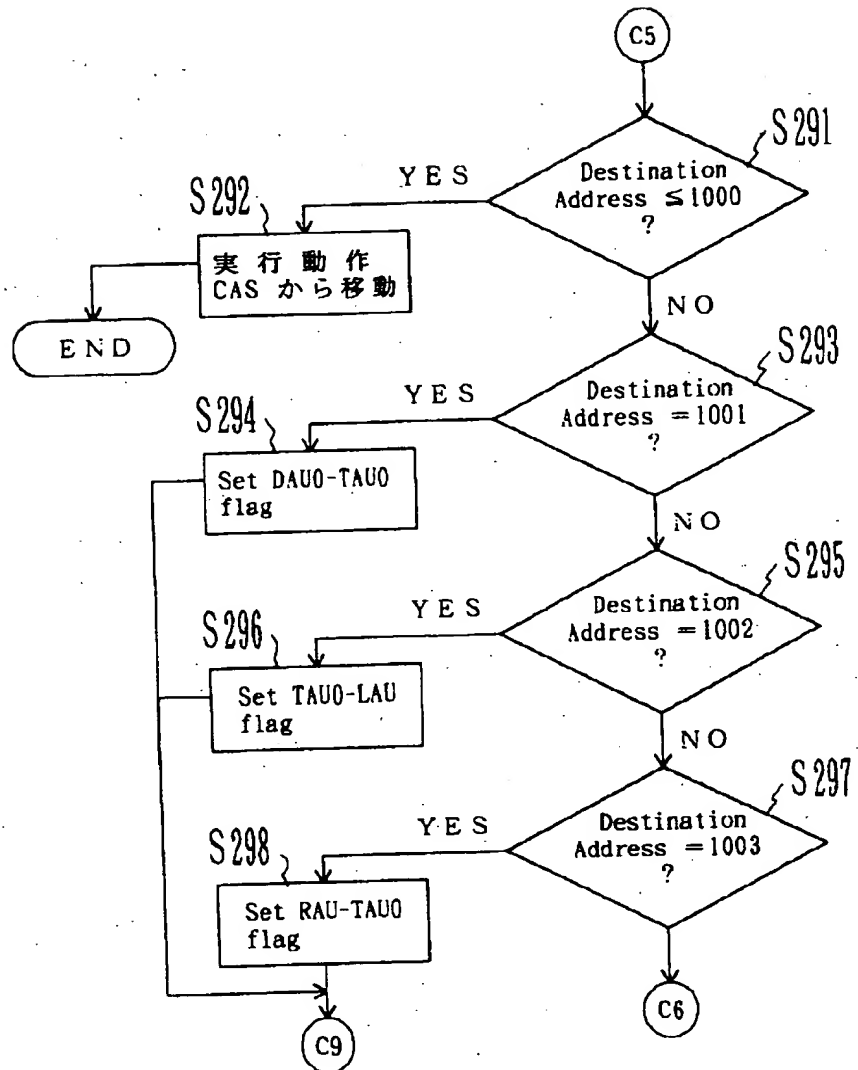 C5
S291
Destination
Address ≦1000
?
YES
S292
実 行 動 作
CAS から移動
END
NO
S293
Destination
Address =1001
?
YES
S294
Set DAU0-TAU0
flag
NO
S295
Destination
Address =1002
?
YES
S296
Set TAU0-LAU
flag
NO
S297
Destination
Address =1003
?
YES
S298
Set RAU-TAU0
flag
C9
C6